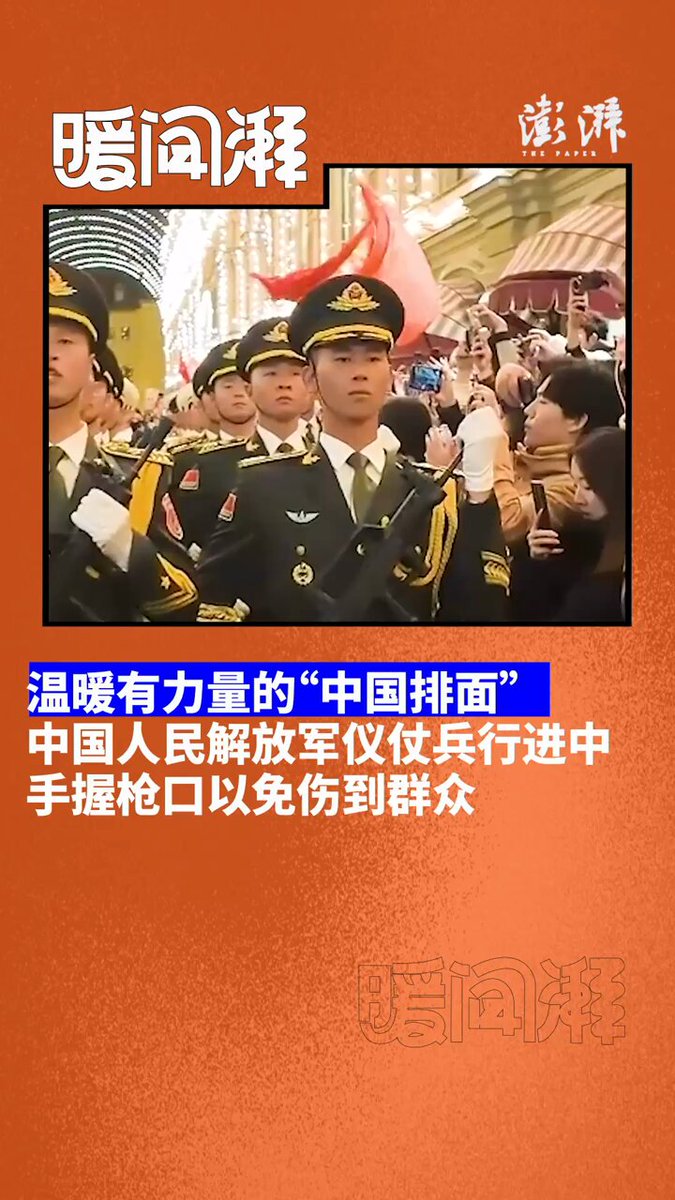 暖闻湃
澎湃
THE PAPER
温暖有力量的“中国排面”
中国人民解放军仪仗兵行进中
手握枪口以免伤到群众
暖闻湃